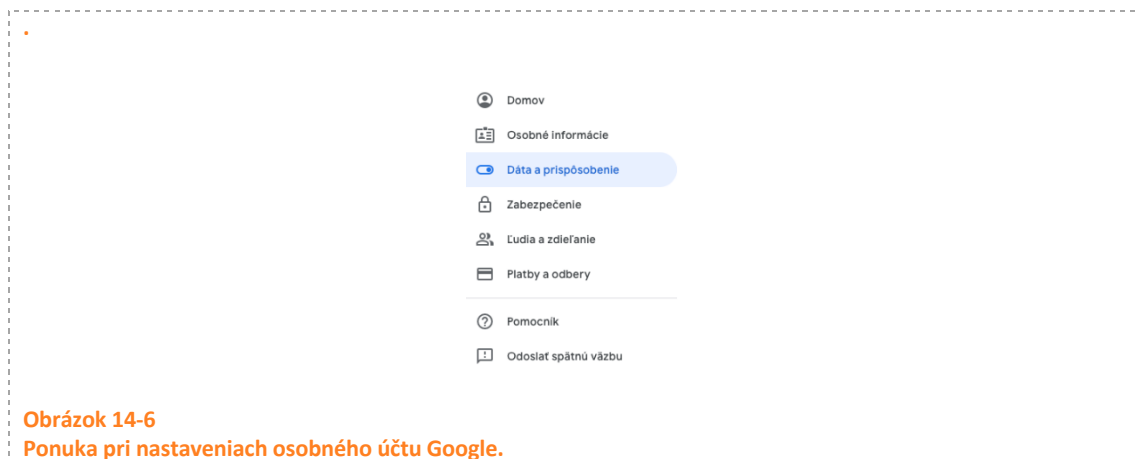 .
Domov
Osobné informácie
Dáta a prispôsobenie
Zabezpečenie
Ľudia a zdieľanie
Platby a odbery
Pomocník
Odoslať spätnú väzbu
Obrázok 14-6
Ponuka pri nastaveniach osobného účtu Google.